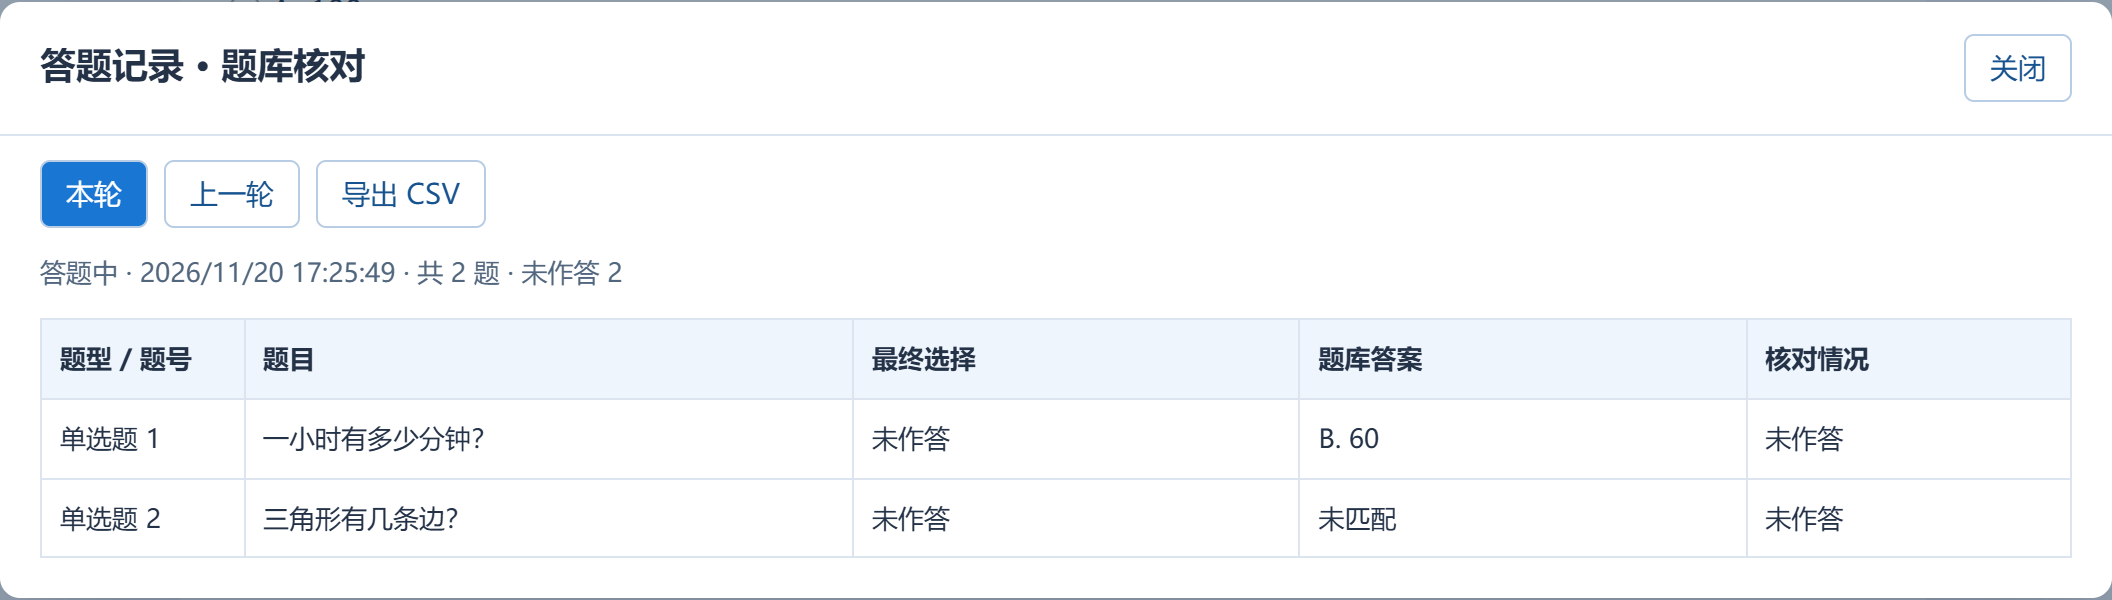 答题记录 · 题库核对
关闭
本轮 上一轮 导出 CSV
答题中 · 2026/11/20 17:25:49 · 共 2 题 · 未作答 2
题型 / 题号 题目 最终选择 题库答案 核对情况
单选题 1 一小时有多少分钟? 未作答 B. 60 未作答
单选题 2 三角形有几条边? 未作答 未匹配 未作答